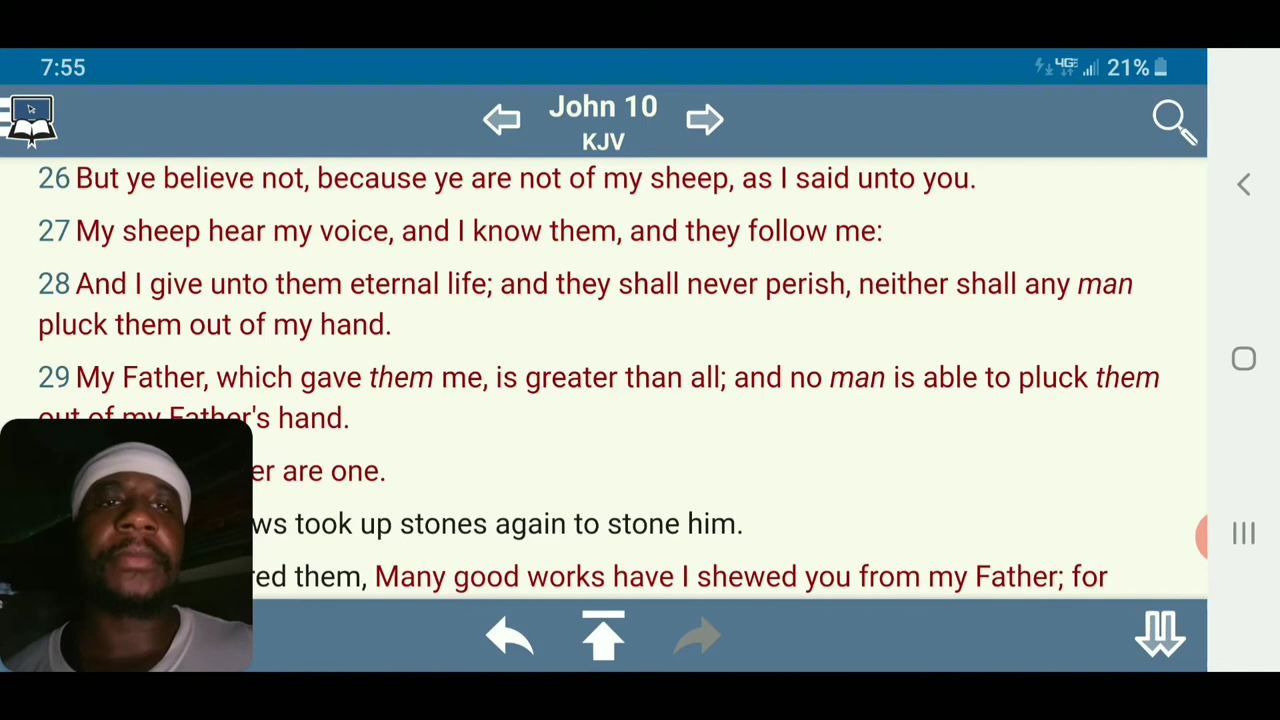 7:55 4G 21%
John 10
KJV
26 But ye believe not, because ye are not of my sheep, as I said unto you.
27 My sheep hear my voice, and I know them, and they follow me:
28 And I give unto them eternal life; and they shall never perish, neither shall any man
pluck them out of my hand.
29 My Father, which gave them me, is greater than all; and no man is able to pluck them
out of my Father's hand.
er are one.
ws took up stones again to stone him.
red them, Many good works have I shewed you from my Father; for